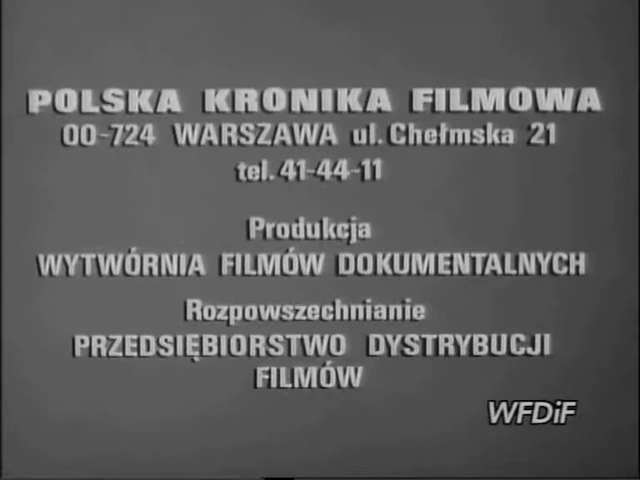 POLSKA KRONIKA FILMOWA
00-724 WARSZAWA ul. Chełmska 21
tel. 41-44-11
Produkcja
WYTWÓRNIA FILMÓW DOKUMENTALNYCH
Rozpowszechnianie
PRZEDSIĘBIORSTWO DYSTRYBUCJI
FILMÓW
WFDiF